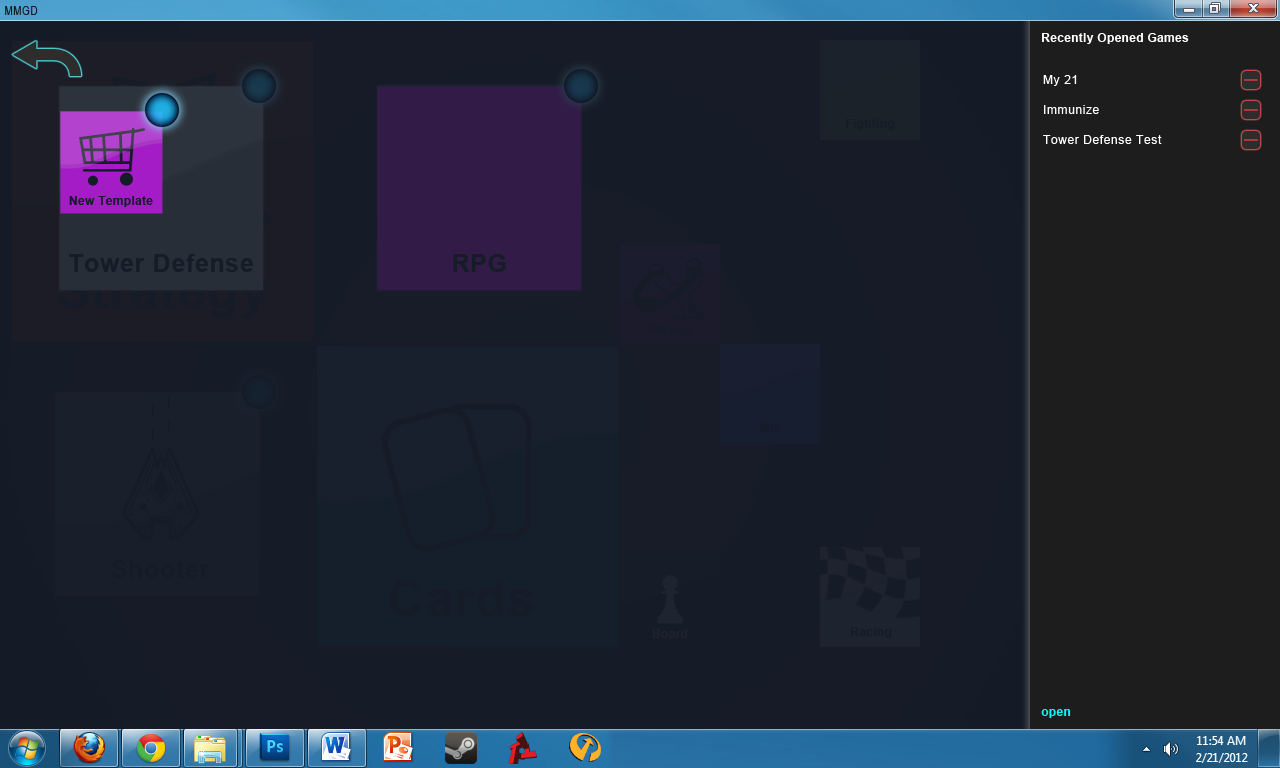 MMGD
Recently Opened Games
My 21
Immunize
Tower Defense Test
Fighting
New Template
Tower Defense
RPG
Strategy
Shooter
Cards
Board
Racing
open
Ps
W
P
11:54 AM
2/21/2012